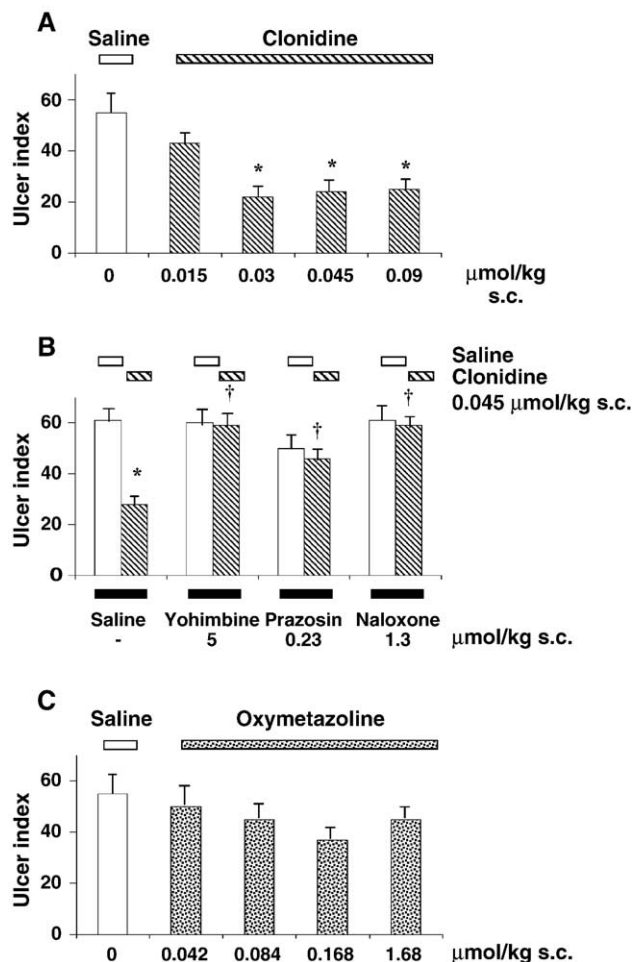 A
Saline Clonidine
Ulcer index
60
40
20
0
* * *
0 0.015 0.03 0.045 0.09 μmol/kg
s.c.
B
Saline
Clonidine
0.045 μmol/kg s.c.
Ulcer index
60
40
20
0
* † † †
Saline Yohimbine Prazosin Naloxone
- 5 0.23 1.3 μmol/kg s.c.
C
Saline Oxymetazoline
Ulcer index
60
40
20
0
0 0.042 0.084 0.168 1.68 μmol/kg s.c.